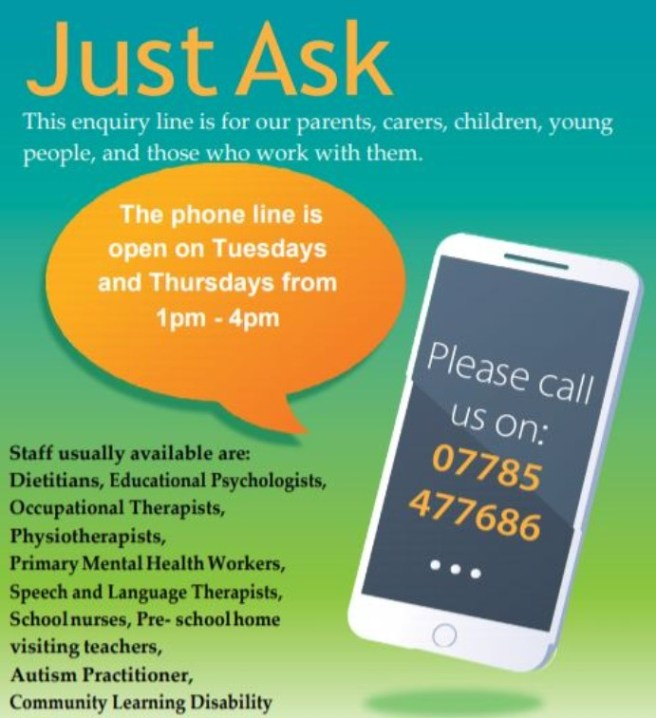 Just Ask
This enquiry line is for our parents, carers, children, young
people, and those who work with them.
The phone line is
open on Tuesdays
and Thursdays from
1pm - 4pm
Please call
us on:
07785
477686
Staff usually available are:
Dietitians, Educational Psychologists,
Occupational Therapists,
Physiotherapists,
Primary Mental Health Workers,
Speech and Language Therapists,
School nurses, Pre- school home
visiting teachers,
Autism Practitioner,
Community Learning Disability